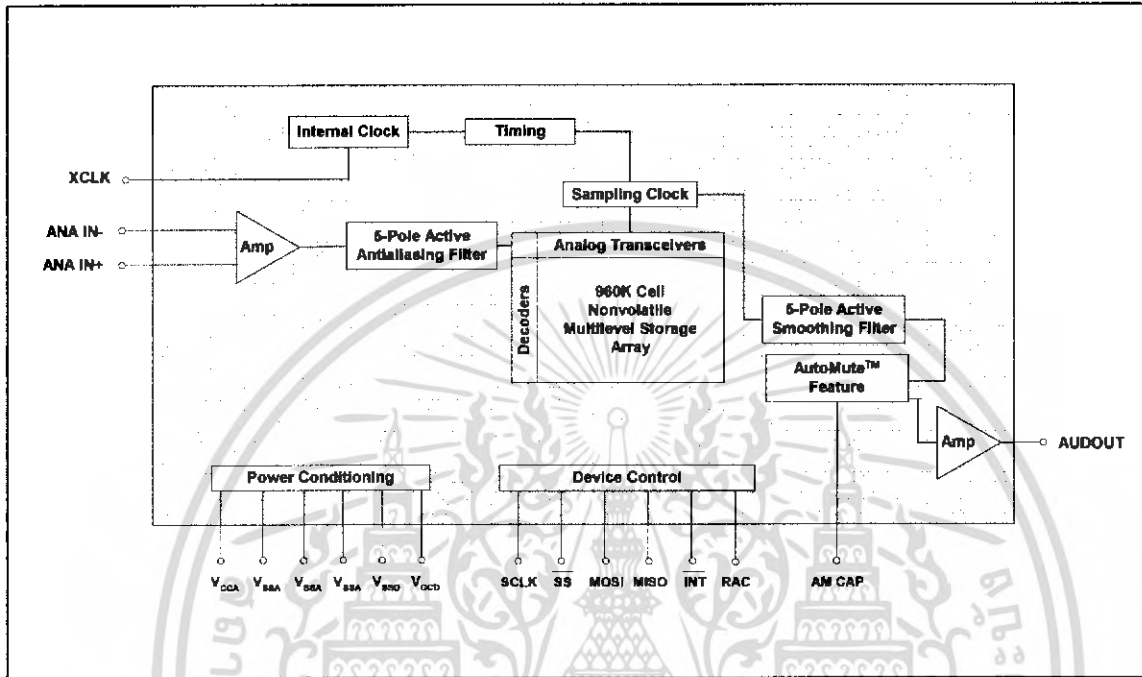 Internal Clock
Timing
XCLK
Sampling Clock
ANA IN-
ANA IN+
Amp
5-Pole Active
Antialiasing Filter
Analog Transceivers
Decoders
960K Cell
Nonvolatile
Multilevel Storage
Array
5-Pole Active
Smoothing Filter
AutoMute™
Feature
Amp
AUDOUT
Power Conditioning
Device Control
VCCA VSSA VSSA VSSA VSSD VCCD
SCLK SS MOSI MISO INT RAC
AM CAP